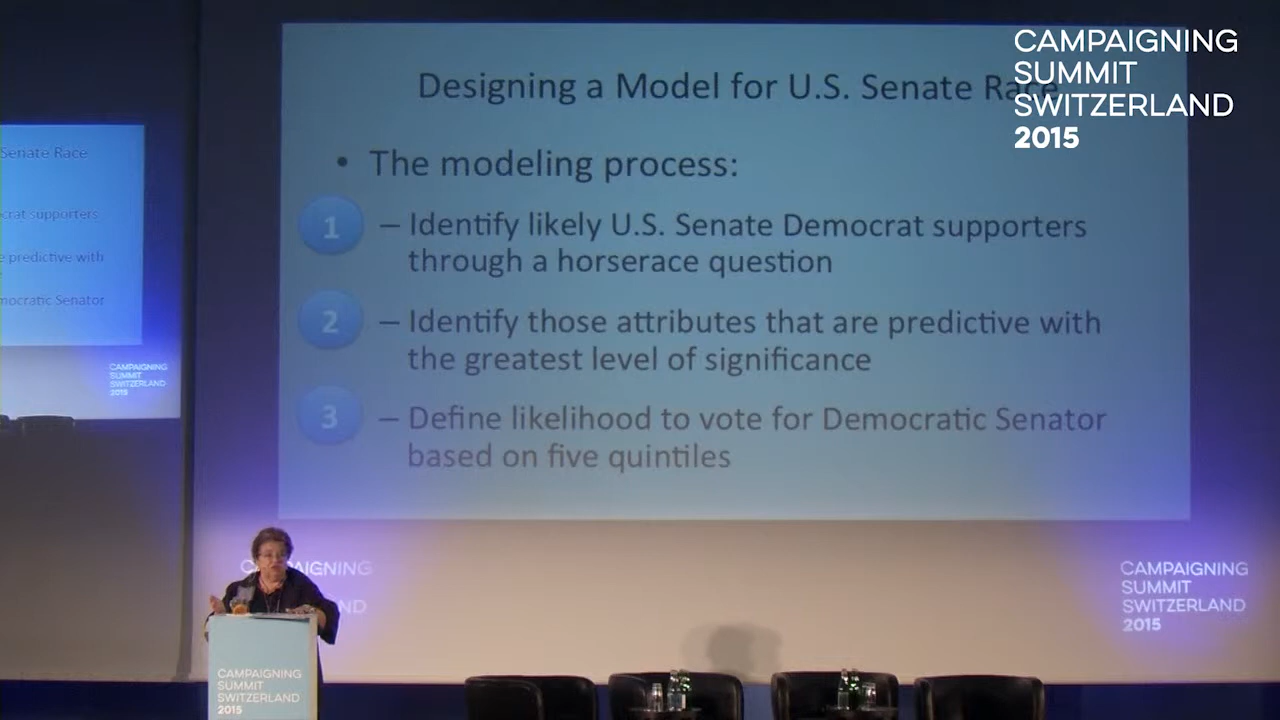 CAMPAIGNING
SUMMIT
SWITZERLAND
2015
Designing a Model for U.S. Senate Race
• The modeling process:
1 – Identify likely U.S. Senate Democrat supporters
through a horserace question
2 – Identify those attributes that are predictive with
the greatest level of significance
3 – Define likelihood to vote for Democratic Senator
based on five quintiles
Senate Race
crat supporters
e predictive with
mocratic Senator
CAMPAIGNING
SUMMIT
SWITZERLAND
2015
CAMPAIGNING
SUMMIT
SWITZERLAND
2015
CAMPAIGNING
SUMMIT
SWITZERLAND
2015